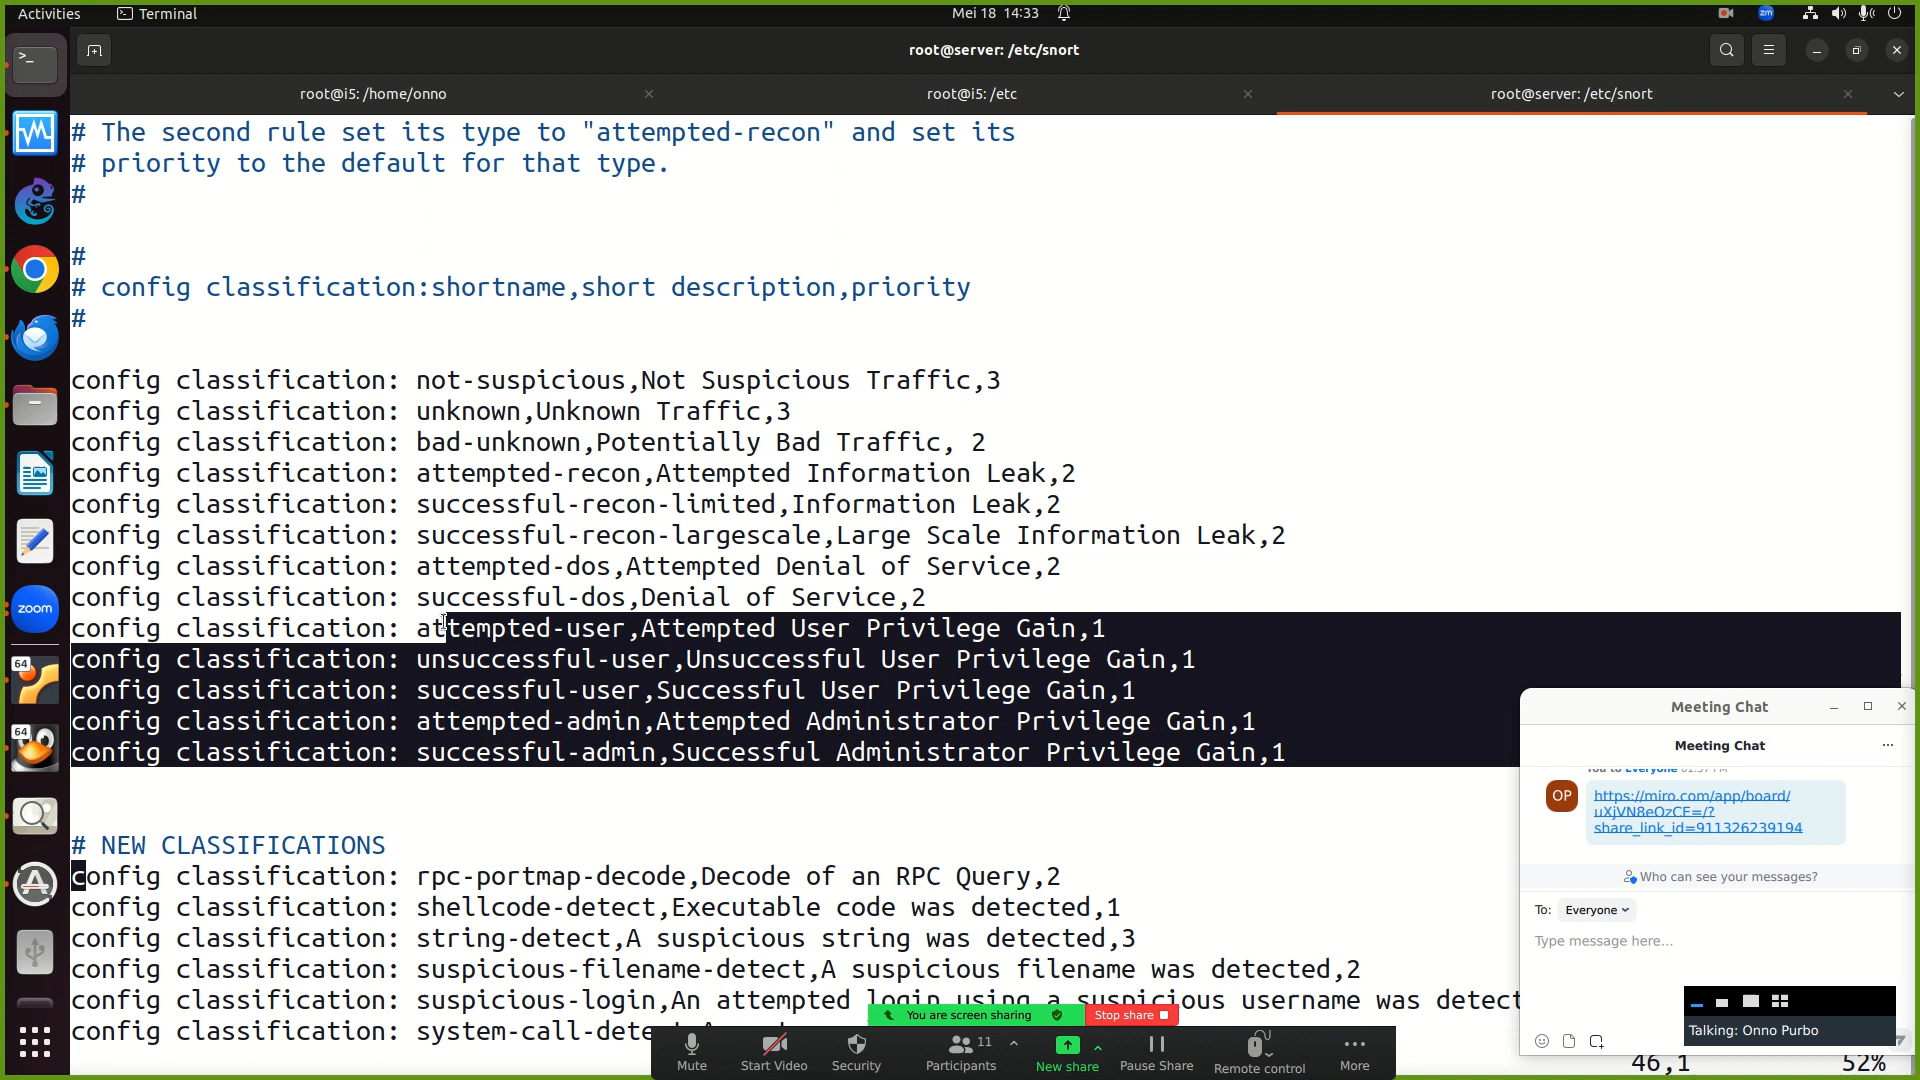 Activities
Terminal
Mei 18 14:33
zm
root@server: /etc/snort
root@i5: /home/onno
root@i5: /etc
root@server: /etc/snort
# The second rule set its type to "attempted-recon" and set its
# priority to the default for that type.
#
#
# config classification:shortname,short description,priority
#
config classification: not-suspicious,Not Suspicious Traffic,3
config classification: unknown,Unknown Traffic,3
config classification: bad-unknown,Potentially Bad Traffic, 2
config classification: attempted-recon,Attempted Information Leak,2
config classification: successful-recon-limited,Information Leak,2
config classification: successful-recon-largescale,Large Scale Information Leak,2
config classification: attempted-dos,Attempted Denial of Service,2
config classification: successful-dos,Denial of Service,2
config classification: attempted-user,Attempted User Privilege Gain,1
config classification: unsuccessful-user,Unsuccessful User Privilege Gain,1
config classification: successful-user,Successful User Privilege Gain,1
config classification: attempted-admin,Attempted Administrator Privilege Gain,1
config classification: successful-admin,Successful Administrator Privilege Gain,1
# NEW CLASSIFICATIONS
config classification: rpc-portmap-decode,Decode of an RPC Query,2
config classification: shellcode-detect,Executable code was detected,1
config classification: string-detect,A suspicious string was detected,3
config classification: suspicious-filename-detect,A suspicious filename was detected,2
config classification: suspicious-login,An attempted login using a suspicious username was detect
config classification: system-call-dete
46,1
52%
zoom
64
64
Meeting Chat
Meeting Chat
OP
https://miro.com/app/board/
uXjVN8eOzCE=/?
share_link_id=911326239194
Who can see your messages?
To: Everyone
Type message here...
Talking: Onno Purbo
You are screen sharing
Stop share
Mute
Start Video
Security
Participants
11
New share
Pause Share
Remote control
More